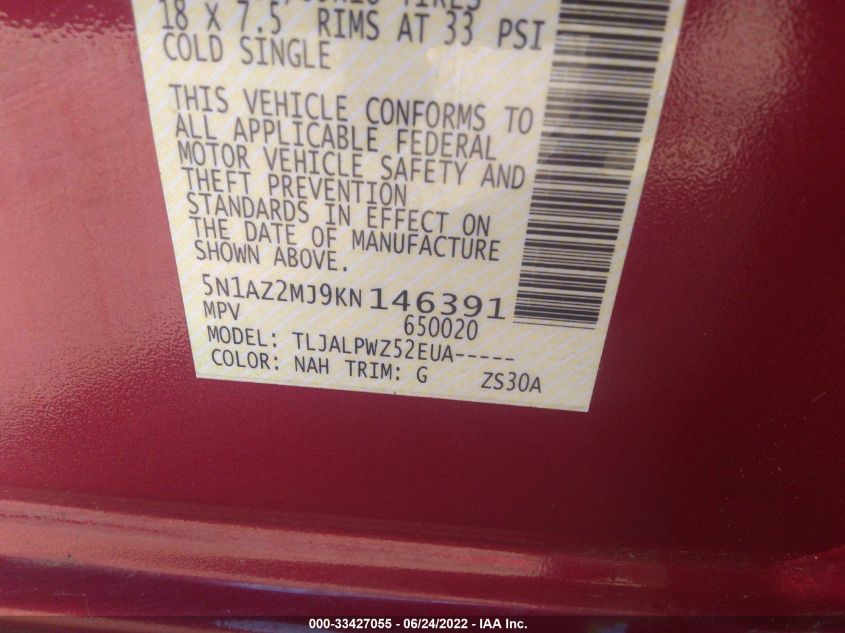 18 X 7.5 RIMS AT 33 PSI
COLD SINGLE
THIS VEHICLE CONFORMS TO
ALL APPLICABLE FEDERAL
MOTOR VEHICLE SAFETY AND
THEFT PREVENTION
STANDARDS IN EFFECT ON
THE DATE OF MANUFACTURE
SHOWN ABOVE.
5N1AZ2MJ9KN146391
MPV 650020
MODEL: TLJALPWZ52EUA-----
COLOR: NAH TRIM: G ZS30A
000-33427055 - 06/24/2022 - IAA Inc.